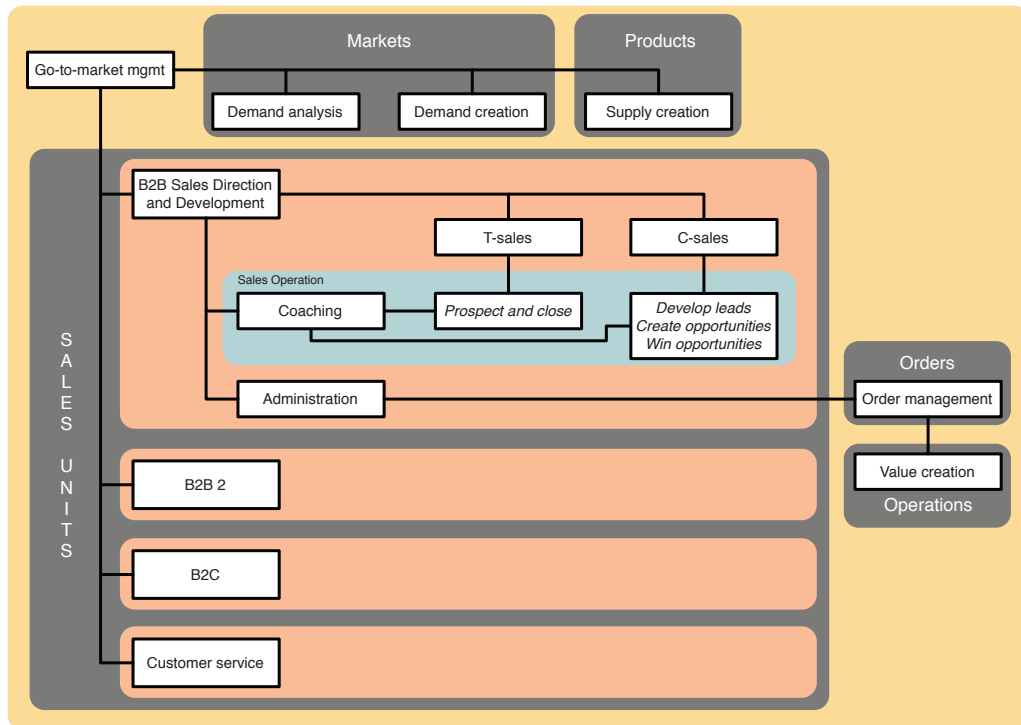 Markets
Products
Go-to-market mgmt
Demand analysis
Demand creation
Supply creation
SALES UNITS
B2B Sales Direction
and Development
T-sales
C-sales
Sales Operation
Coaching
Prospect and close
Develop leads
Create opportunities
Win opportunities
Administration
Orders
Order management
Value creation
Operations
B2B 2
B2C
Customer service